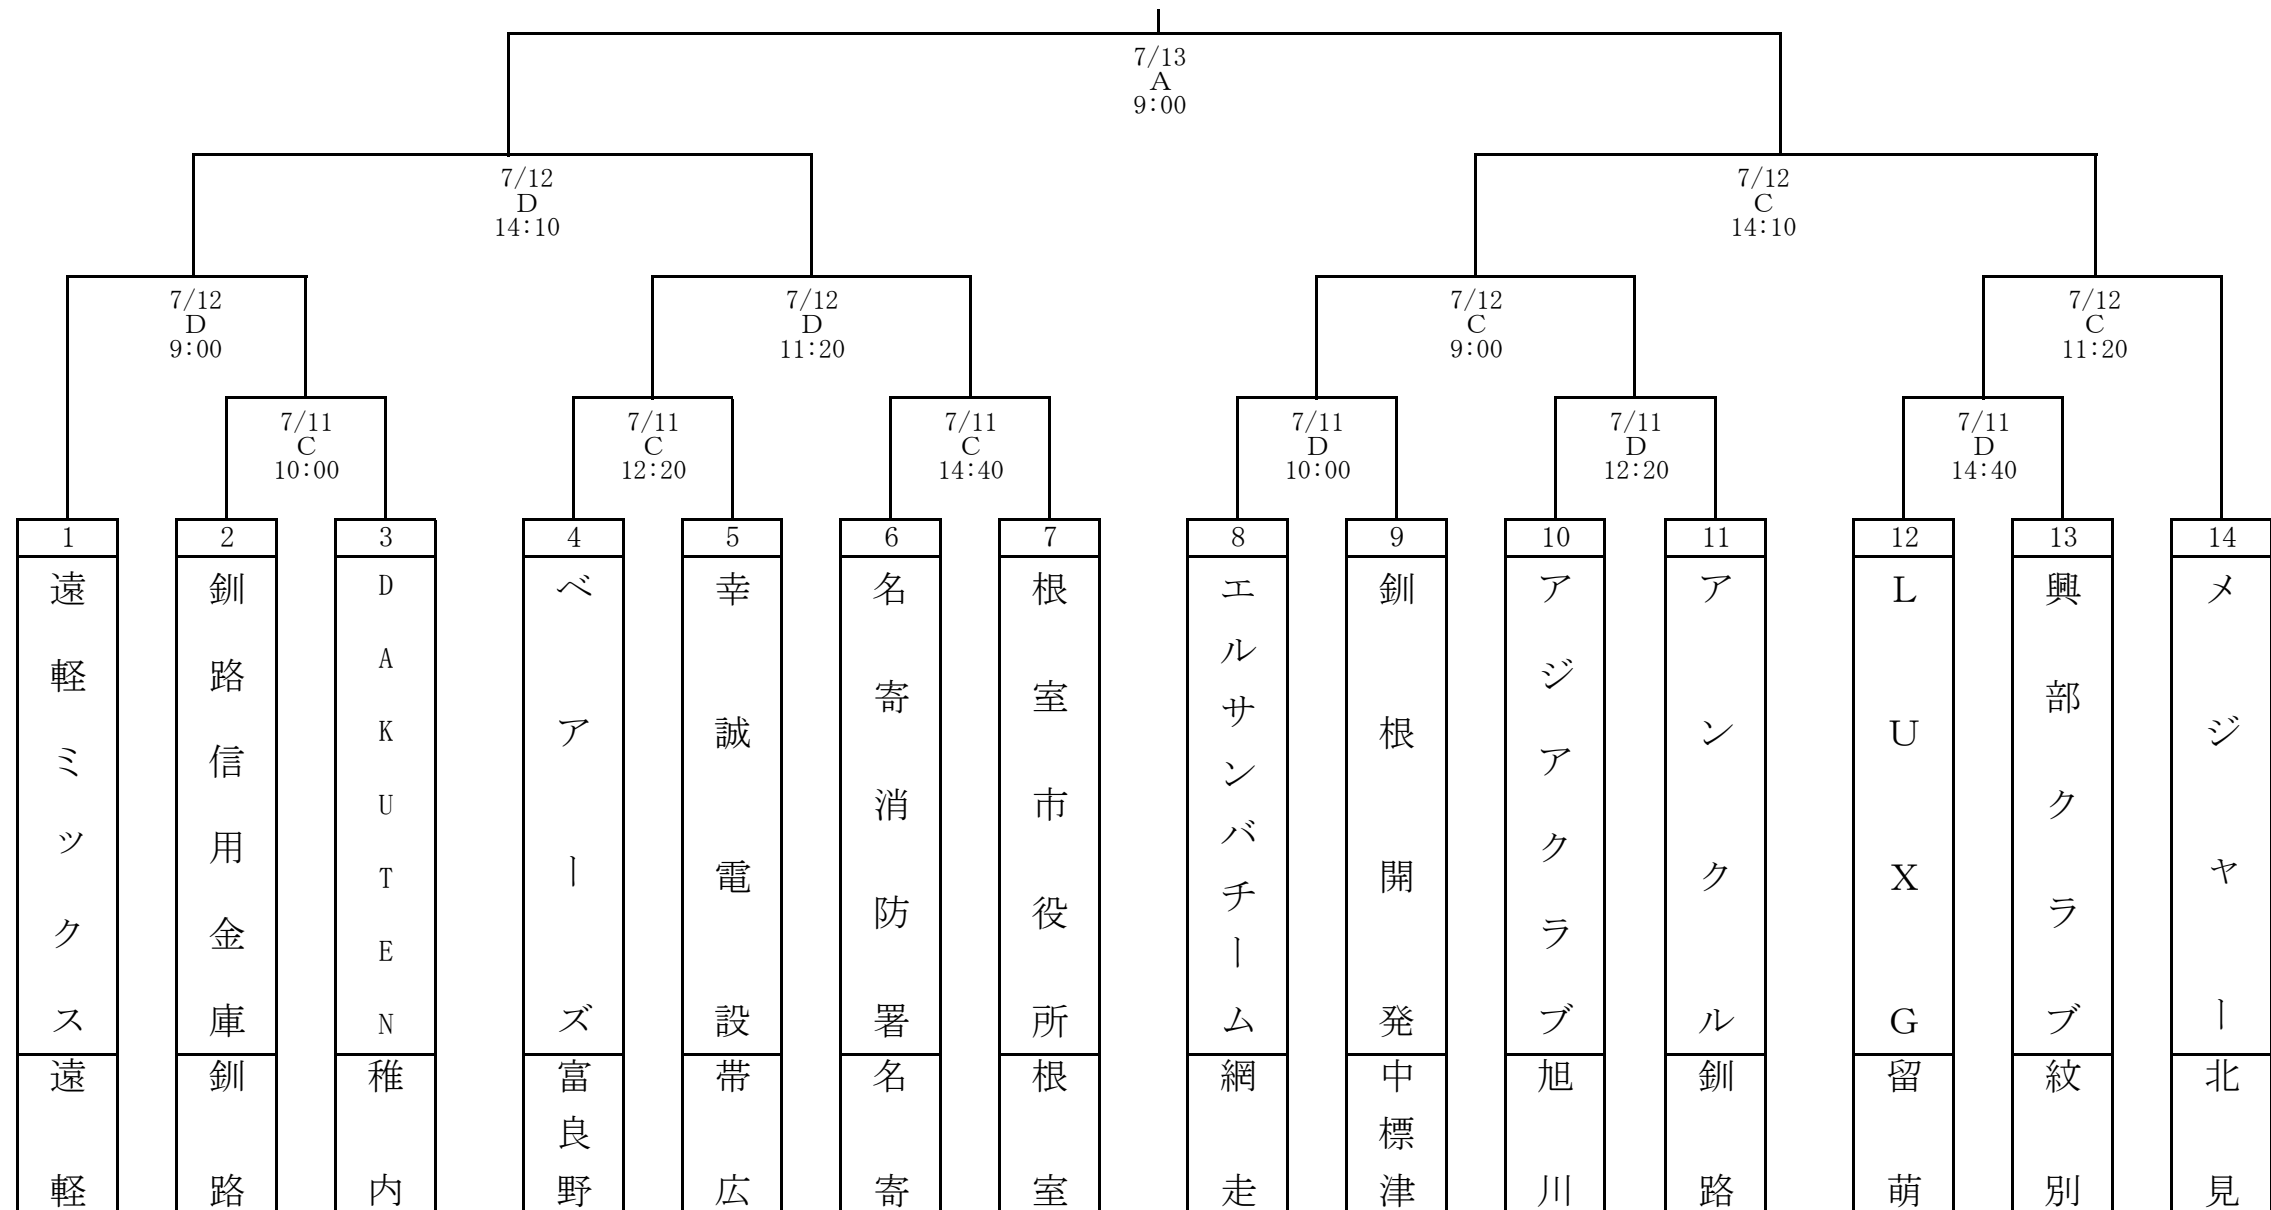 7/13
A
9:00
7/12
D
14:10
7/12
C
14:10
7/12
D
9:00
7/12
D
11:20
7/12
C
9:00
7/12
C
11:20
7/11
C
10:00
7/11
C
12:20
7/11
C
14:40
7/11
D
10:00
7/11
D
12:20
7/11
D
14:40
1
遠軽ミックス
遠軽
2
釧路信用金庫
釧路
3
DAKUTEN
稚内
4
ベアーズ
富良野
5
幸誠電設
帯広
6
名寄消防署
名寄
7
根室市役所
根室
8
エルサンバチーム
網走
9
釧根開発
中標津
10
アジアクラブ
旭川
11
アンクル
釧路
12
LUXG
留萌
13
興部クラブ
紋別
14
メジャー
北見